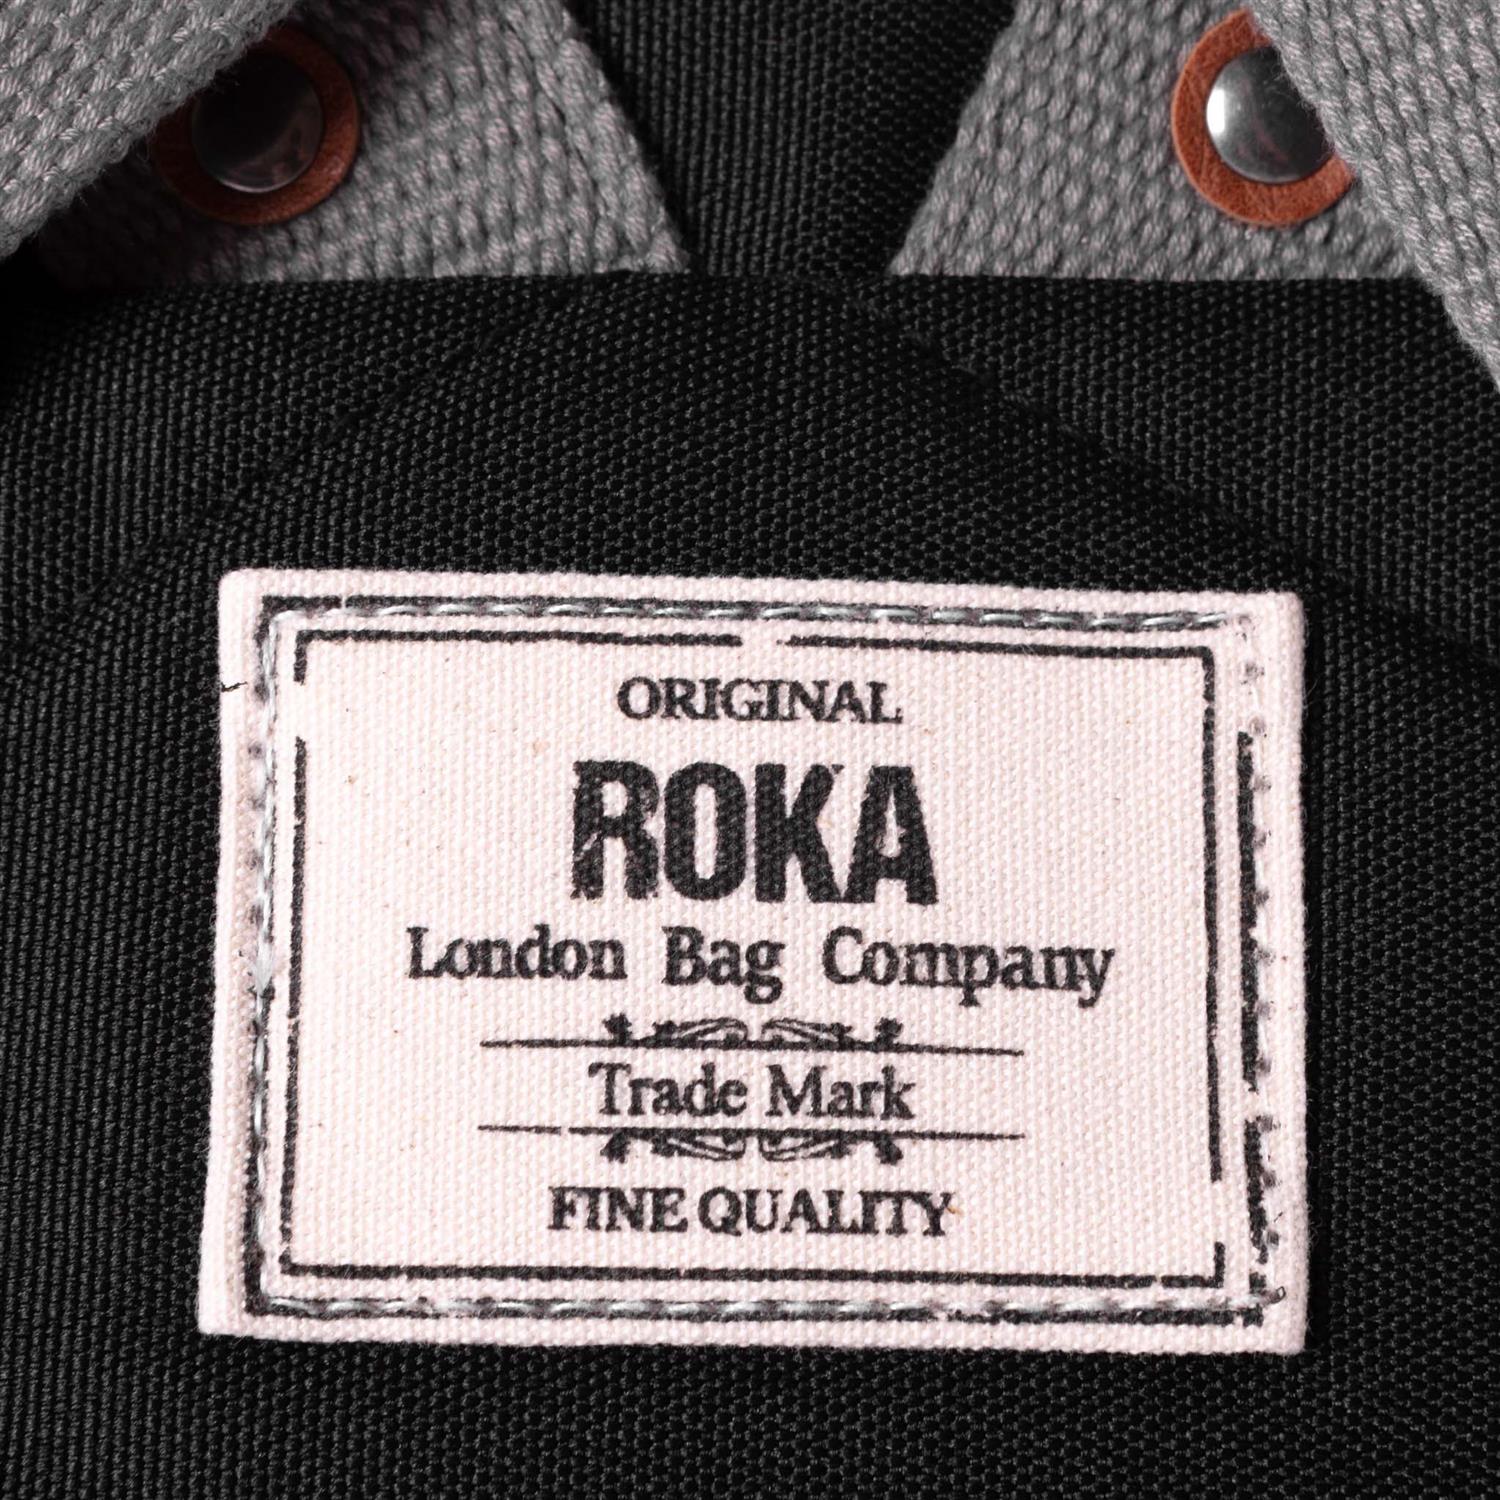 ORIGINAL
ROKA
London Bag Company
Trade Mark
FINE QUALITY